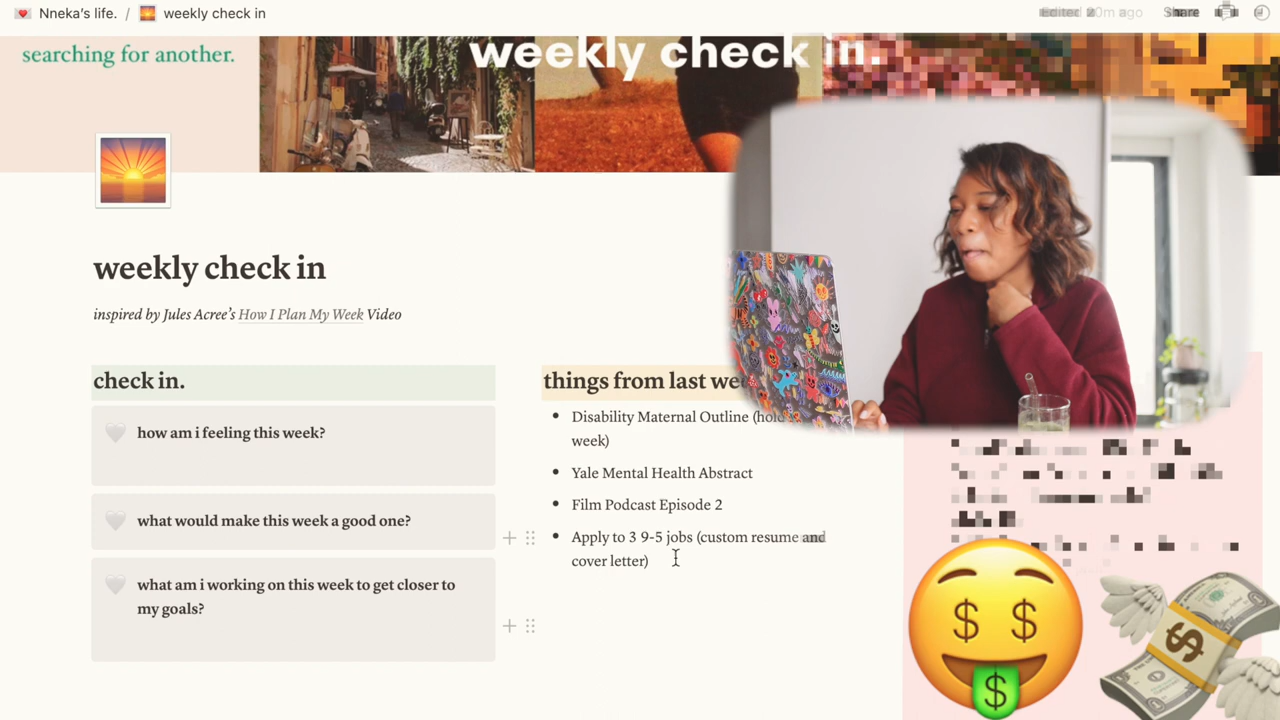 Nneka's life. / weekly check in
Share
searching for another.
weekly check in.
weekly check in
inspired by Jules Acree's How I Plan My Week Video
check in.
how am i feeling this week?
what would make this week a good one?
what am i working on this week to get closer to
my goals?
things from last
Disability Maternal Outline (hold
week)
Yale Mental Health Abstract
Film Podcast Episode 2
Apply to 3 9-5 jobs (custom resume and
cover letter)